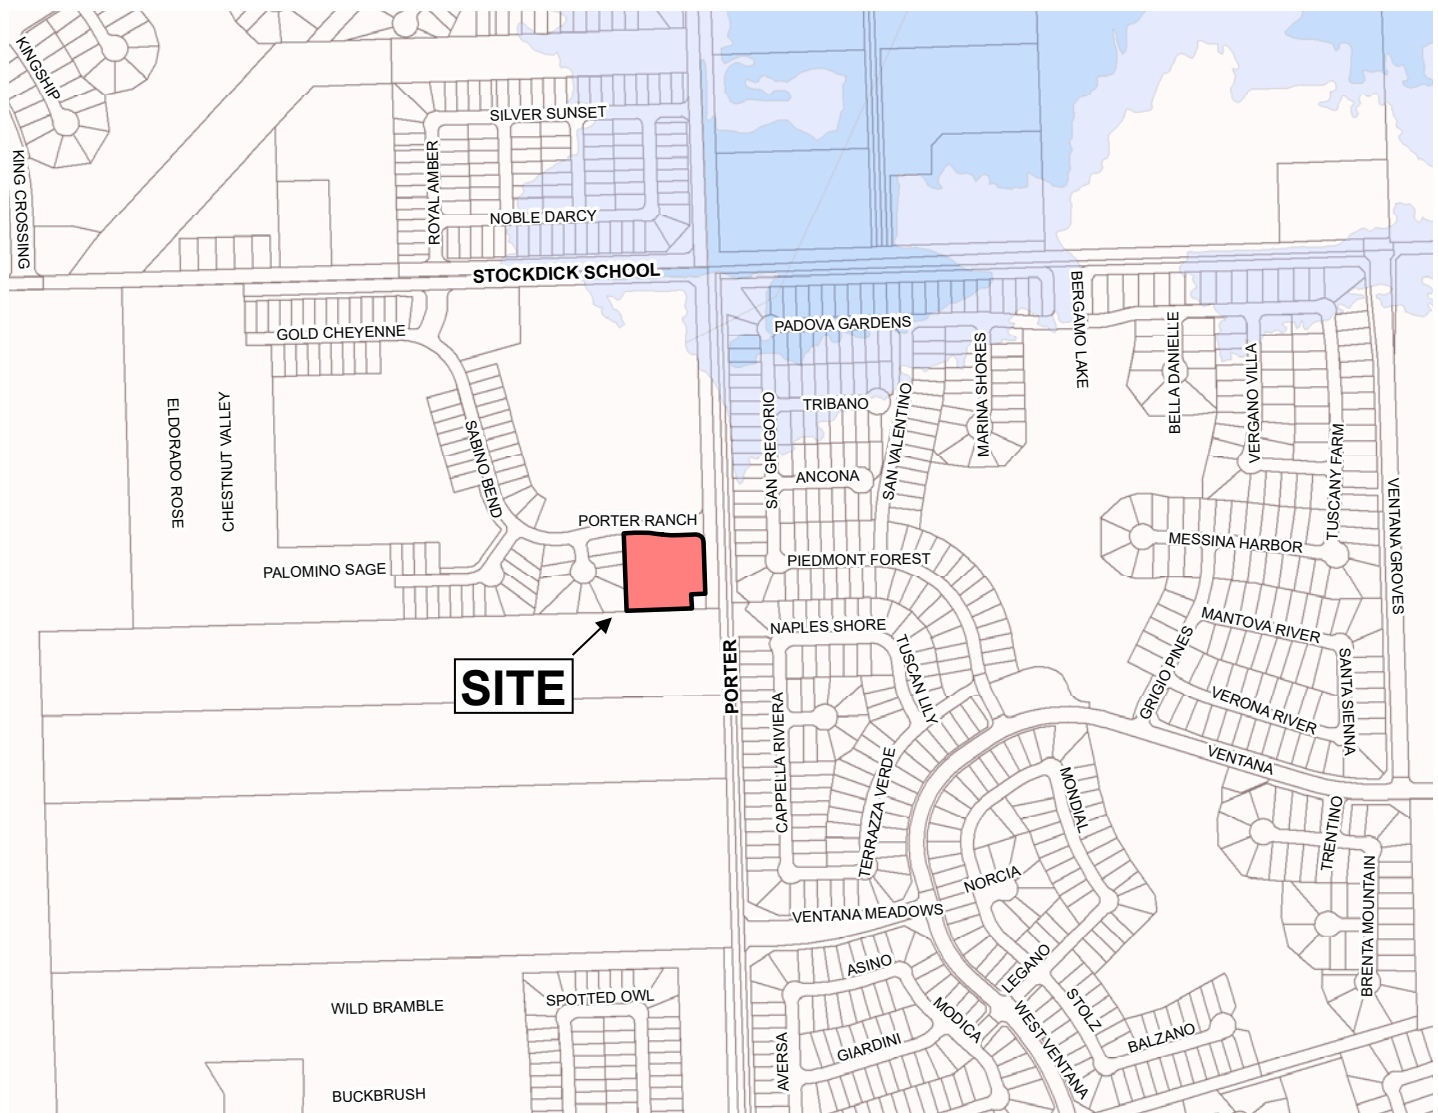 KINGSHIP
SILVER SUNSET
KING CROSSING
ROYAL AMBER
NOBLE DARCY
STOCKDICK SCHOOL
BERGAMO LAKE
GOLD CHEYENNE
PADOVA GARDENS
BELLA DANIELLE
MARINA SHORES
VERGANO VILLA
ELDORADO ROSE
CHESTNUT VALLEY
SABINO BEND
SAN GREGORIO
TRIBANO
SAN VALENTINO
TUSCANY FARM
ANCONA
VENTANA GROVES
PORTER RANCH
MESSINA HARBOR
PALOMINO SAGE
PIEDMONT FOREST
NAPLES SHORE
MANTOVA RIVER
TUSCAN LILY
GRIGIO PINES
SANTA SIENNA
SITE
PORTER
CAPPELLA RIVIERA
VERONA RIVER
TERRAZZA VERDE
VENTANA
MONDIAL
TRENTINO
NORCIA
VENTANA MEADOWS
BRENTA MOUNTAIN
ASINO
LEGANO
SPOTTED OWL
WILD BRAMBLE
MODICA
STOLZ
WEST VENTANA
BALZANO
AVERSA
GIARDINI
BUCKBRUSH